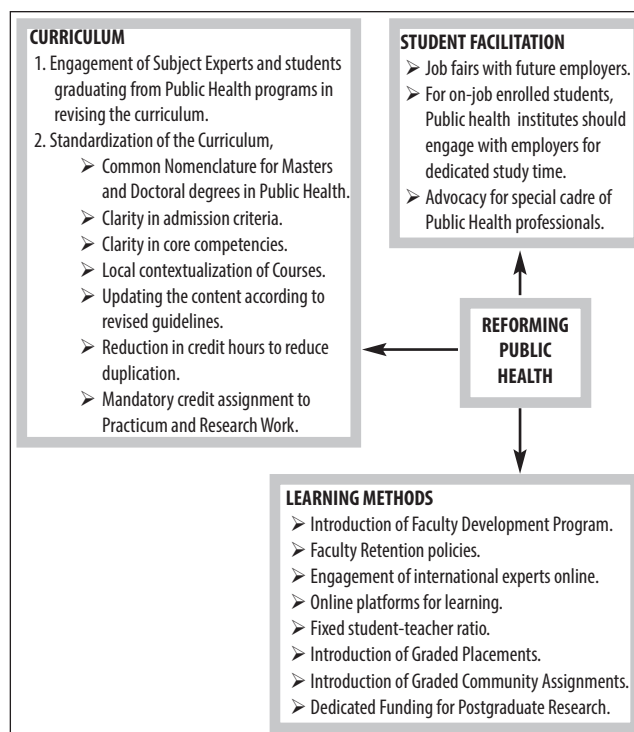 CURRICULUM
1. Engagement of Subject Experts and students
graduating from Public Health programs in
revising the curriculum.
2. Standardization of the Curriculum,
➢ Common Nomenclature for Masters
and Doctoral degrees in Public Health.
➢ Clarity in admission criteria.
➢ Clarity in core competencies.
➢ Local contextualization of Courses.
➢ Updating the content according to
revised guidelines.
➢ Reduction in credit hours to reduce
duplication.
➢ Mandatory credit assignment to
Practicum and Research Work.
STUDENT FACILITATION
➢ Job fairs with future employers.
➢ For on-job enrolled students,
Public health institutes should
engage with employers for
dedicated study time.
➢ Advocacy for special cadre of
Public Health professionals.
REFORMING
PUBLIC
HEALTH
LEARNING METHODS
➢ Introduction of Faculty Development Program.
➢ Faculty Retention policies.
➢ Engagement of international experts online.
➢ Online platforms for learning.
➢ Fixed student-teacher ratio.
➢ Introduction of Graded Placements.
➢ Introduction of Graded Community Assignments.
➢ Dedicated Funding for Postgraduate Research.